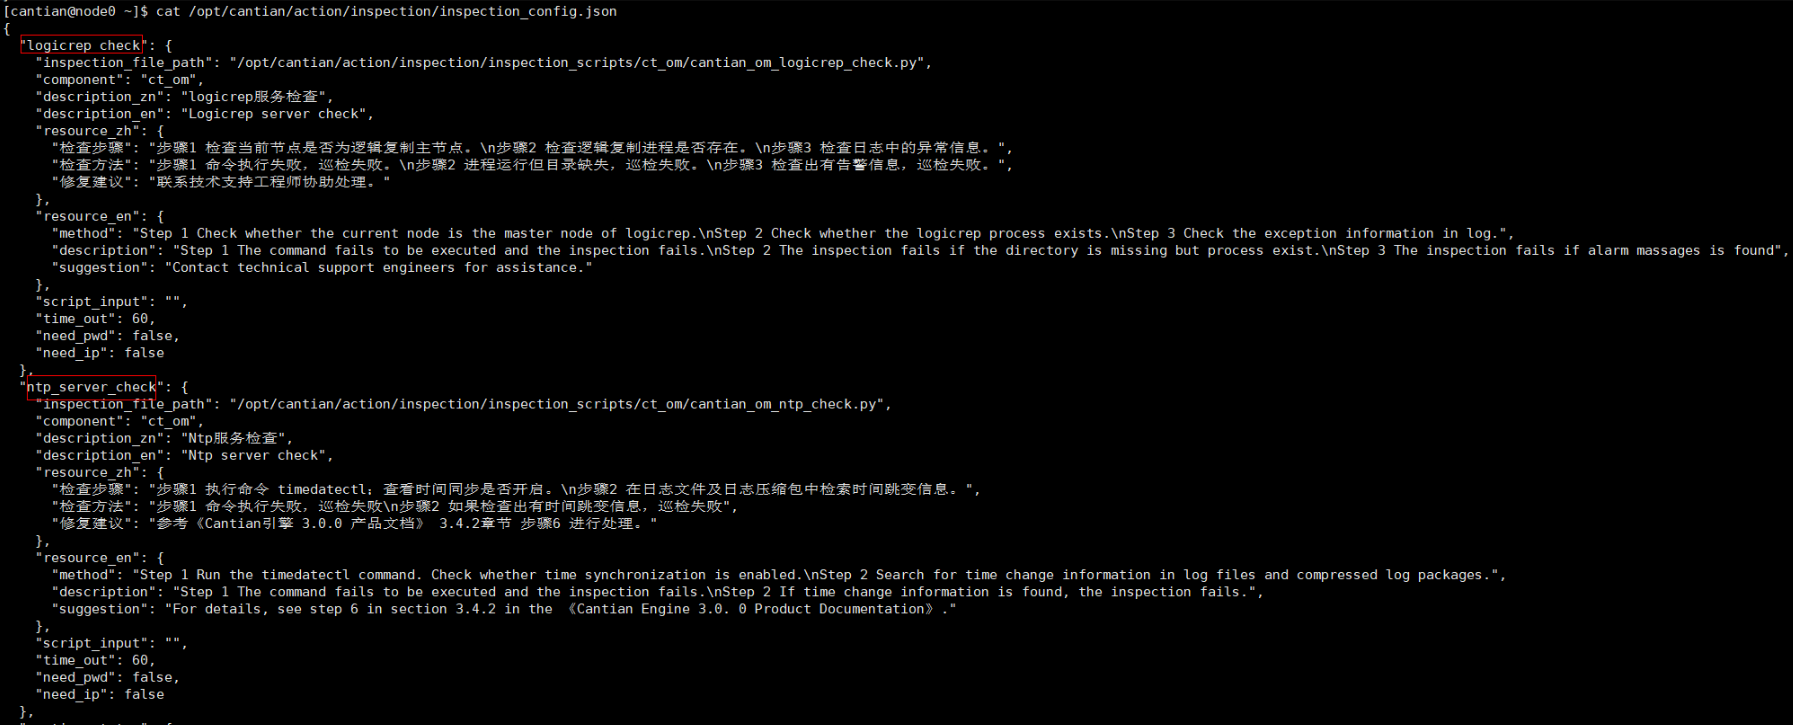 [cantian@node0 ~]$ cat /opt/cantian/action/inspection/inspection_config.json
{
  "logicrep_check": {
    "inspection_file_path": "/opt/cantian/action/inspection/inspection_scripts/ct_om/cantian_om_logicrep_check.py",
    "component": "ct_om",
    "description_zn": "logicrep服务检查",
    "description_en": "Logicrep server check",
    "resource_zh": {
      "检查步骤": "步骤1 检查当前节点是否为逻辑复制主节点。\n步骤2 检查逻辑复制进程是否存在。\n步骤3 检查日志中的异常信息。",
      "检查方法": "步骤1 命令执行失败，巡检失败。\n步骤2 进程运行但目录缺失，巡检失败。\n步骤3 检查出有告警信息，巡检失败。",
      "修复建议": "联系技术支持工程师协助处理。"
    },
    "resource_en": {
      "method": "Step 1 Check whether the current node is the master node of logicrep.\nStep 2 Check whether the logicrep process exists.\nStep 3 Check the exception information in log.",
      "description": "Step 1 The command fails to be executed and the inspection fails.\nStep 2 The inspection fails if the directory is missing but process exist.\nStep 3 The inspection fails if alarm massages is found",
      "suggestion": "Contact technical support engineers for assistance."
    },
    "script_input": "",
    "time_out": 60,
    "need_pwd": false,
    "need_ip": false
  },
  "ntp_server_check": {
    "inspection_file_path": "/opt/cantian/action/inspection/inspection_scripts/ct_om/cantian_om_ntp_check.py",
    "component": "ct_om",
    "description_zn": "Ntp服务检查",
    "description_en": "Ntp server check",
    "resource_zh": {
      "检查步骤": "步骤1 执行命令 timedatectl；查看时间同步是否开启。\n步骤2 在日志文件及日志压缩包中检索时间跳变信息。",
      "检查方法": "步骤1 命令执行失败，巡检失败\n步骤2 如果检查出有时间跳变信息，巡检失败",
      "修复建议": "参考《Cantian引擎 3.0.0 产品文档》 3.4.2章节 步骤6 进行处理。"
    },
    "resource_en": {
      "method": "Step 1 Run the timedatectl command. Check whether time synchronization is enabled.\nStep 2 Search for time change information in log files and compressed log packages.",
      "description": "Step 1 The command fails to be executed and the inspection fails.\nStep 2 If time change information is found, the inspection fails.",
      "suggestion": "For details, see step 6 in section 3.4.2 in the 《Cantian Engine 3.0. 0 Product Documentation》."
    },
    "script_input": "",
    "time_out": 60,
    "need_pwd": false,
    "need_ip": false
  },